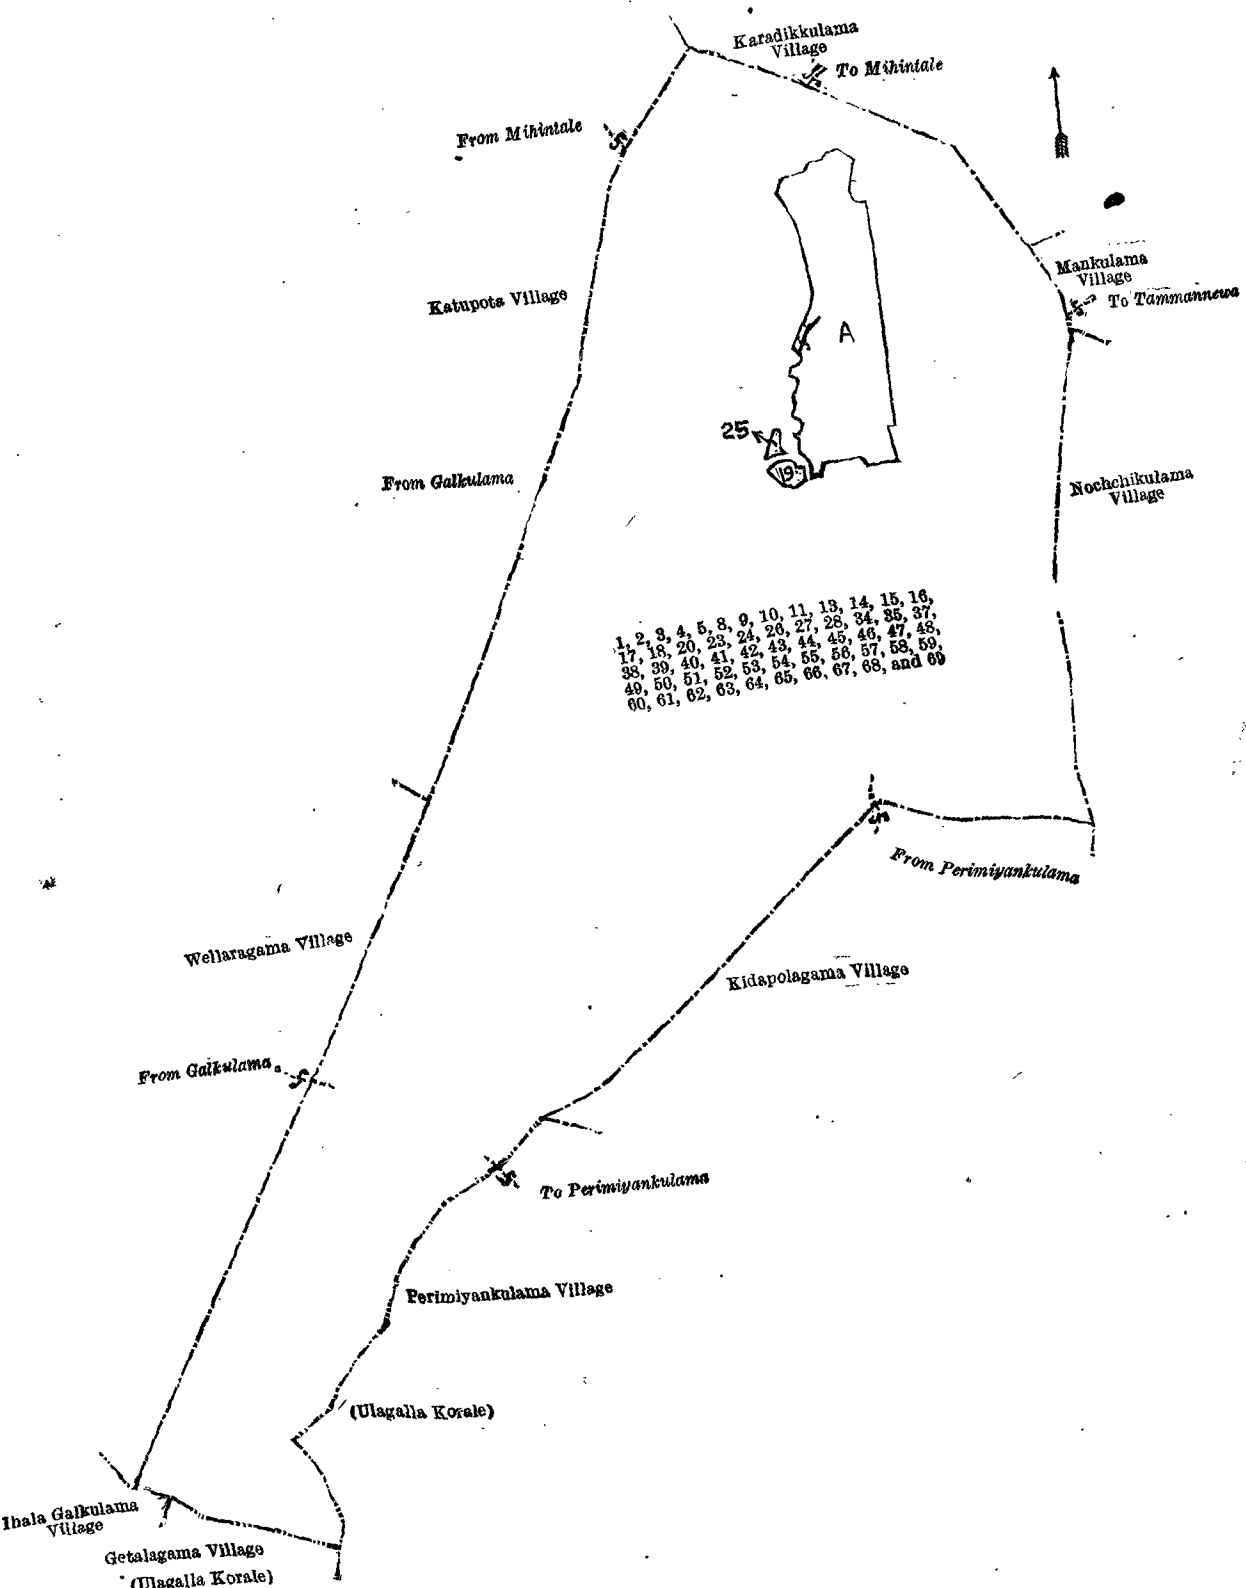 Karadikkulama
Village
To Mihintale
From Mihintale
Mankulama
Village
To Tammannewa
Katupota Village
A
25
19
From Galkulama
Nochchikulama
Village
1, 2, 3, 4, 5, 8, 9, 10, 11, 13, 14, 15, 16,
17, 18, 20, 23, 24, 26, 27, 28, 34, 35, 37,
38, 39, 40, 41, 42, 43, 44, 45, 46, 47, 48,
49, 50, 51, 52, 53, 54, 55, 56, 57, 58, 59,
60, 61, 62, 63, 64, 65, 66, 67, 68, and 69
From Perimiyankulama
Wellaragama Village
Kidapolagama Village
From Galkulama
To Perimiyankulama
Perimiyankulama Village
(Ulagalla Korale)
Ihala Galkulama
Village
Getalagama Village
(Ulagalla Korale)